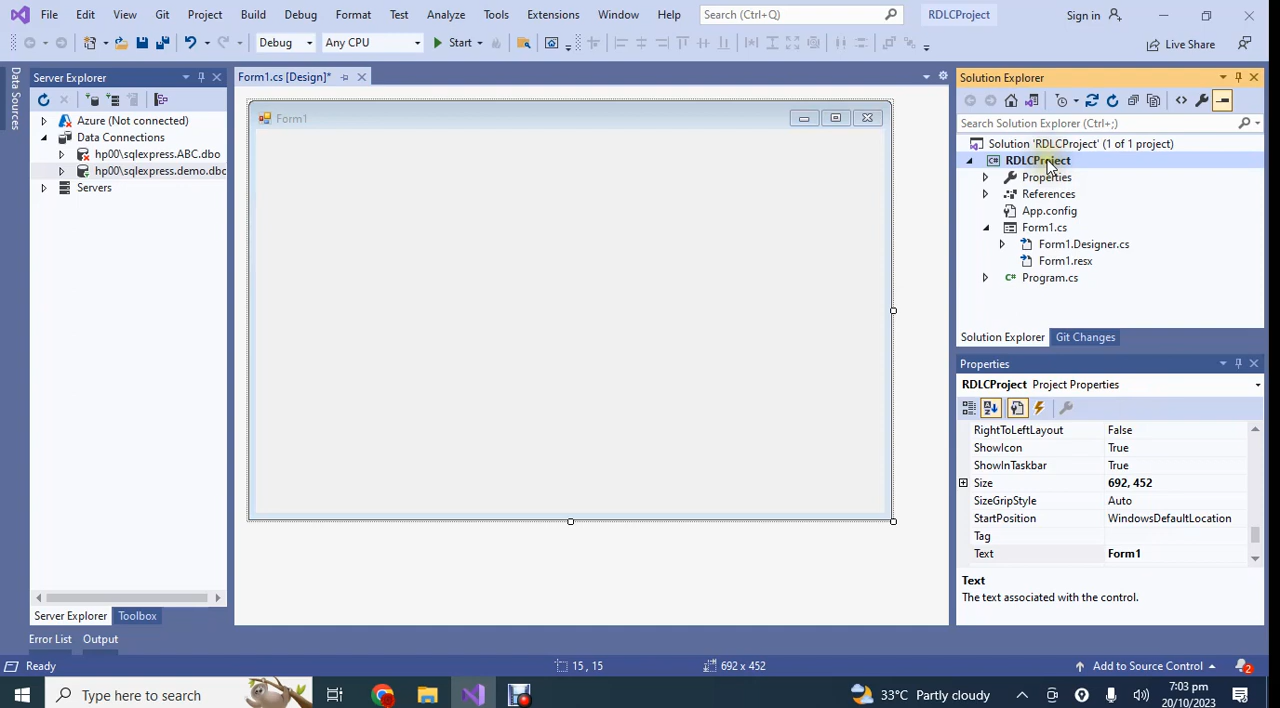 File Edit View Git Project Build Debug Format Test Analyze Tools Extensions Window Help Search (Ctrl+Q) RDLCProject Sign in
Debug Any CPU Start Live Share
Data Sources
Server Explorer
Azure (Not connected)
Data Connections
hp00\sqlexpress.ABC.dbo
hp00\sqlexpress.demo.dbo
Servers
Server Explorer Toolbox
Form1.cs [Design]*
Form1
Solution Explorer
Search Solution Explorer (Ctrl+;)
Solution 'RDLCProject' (1 of 1 project)
RDLCProject
Properties
References
App.config
Form1.cs
Form1.Designer.cs
Form1.resx
Program.cs
Solution Explorer Git Changes
Properties
RDLCProject Project Properties
RightToLeftLayout False
ShowIcon True
ShowInTaskbar True
Size 692, 452
SizeGripStyle Auto
StartPosition WindowsDefaultLocation
Tag
Text Form1
Text
The text associated with the control.
Error List Output
Ready 15 , 15 692 x 452 Add to Source Control 2
Type here to search 33°C Partly cloudy 7:03 pm
20/10/2023